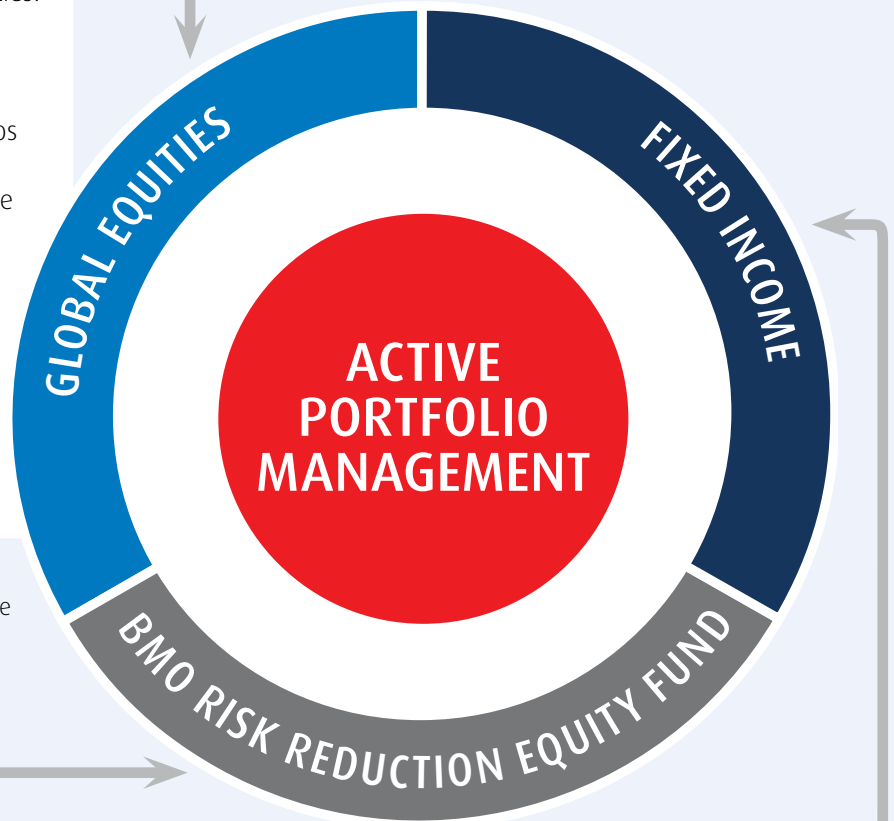 GLOBAL EQUITIES
FIXED INCOME
ACTIVE
PORTFOLIO
MANAGEMENT
BMO RISK REDUCTION EQUITY FUND